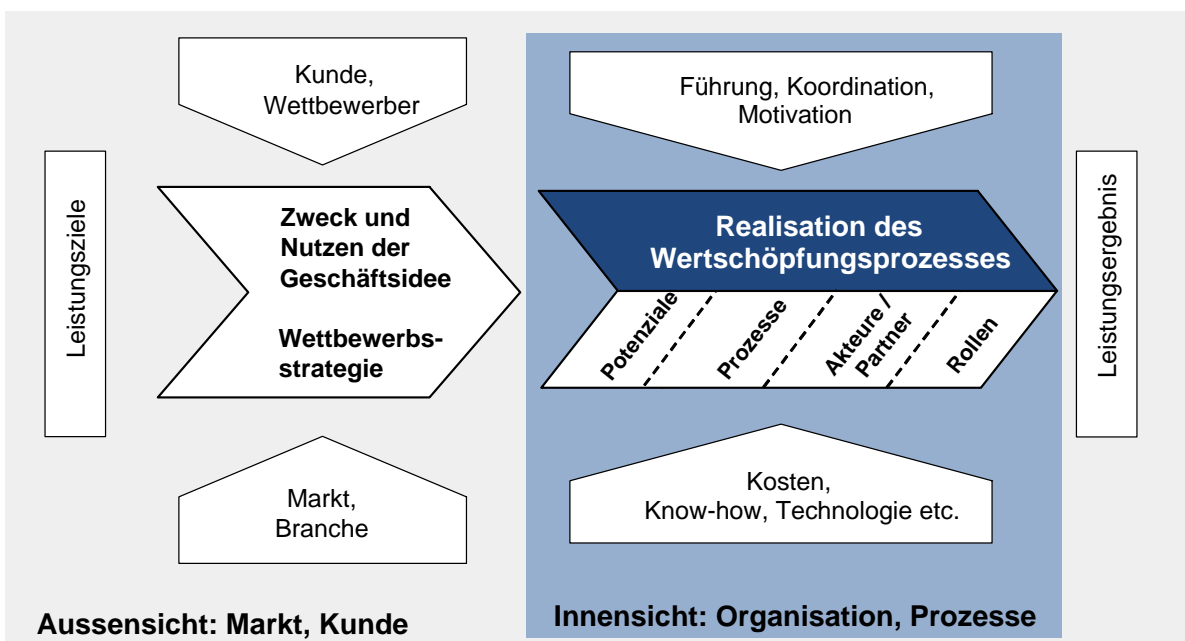 Kunde,
Wettbewerber
Führung, Koordination,
Motivation
Leistungsziele
Zweck und
Nutzen der
Geschäftsidee
Wettbewerbs-
strategie
Realisation des
Wertschöpfungsprozesses
Potenziale
Prozesse
Akteure /
Partner
Rollen
Leistungsergebnis
Markt,
Branche
Kosten,
Know-how, Technologie etc.
Aussensicht: Markt, Kunde
Innensicht: Organisation, Prozesse